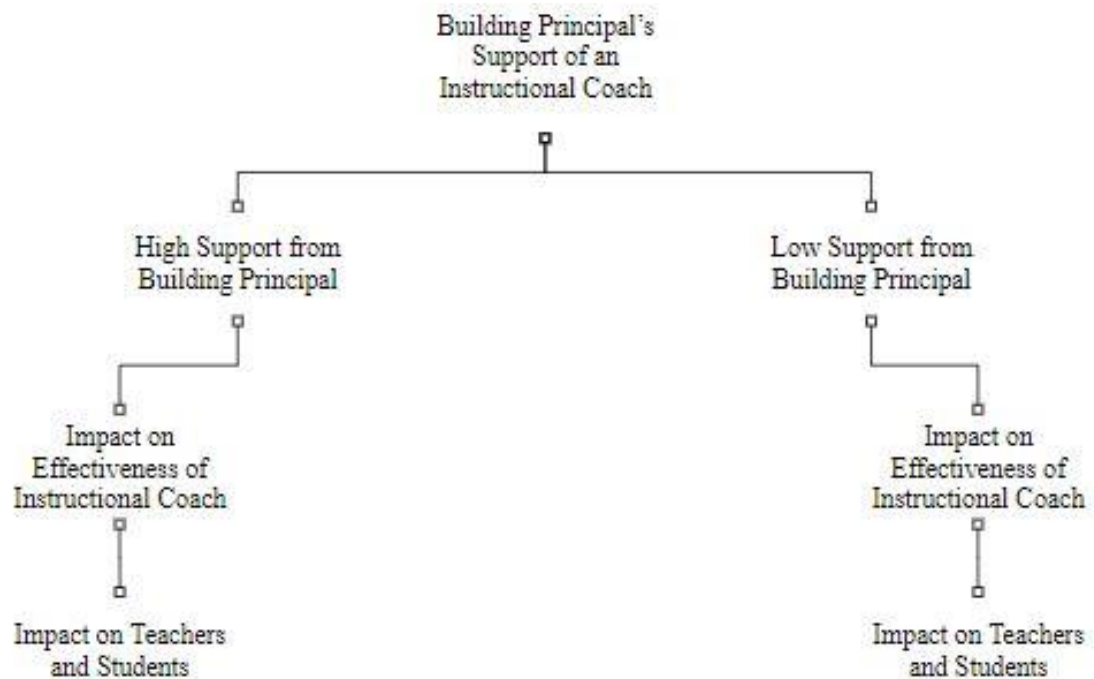 Building Principal's
Support of an
Instructional Coach
High Support from
Building Principal
Low Support from
Building Principal
Impact on
Effectiveness of
Instructional Coach
Impact on
Effectiveness of
Instructional Coach
Impact on Teachers
and Students
Impact on Teachers
and Students